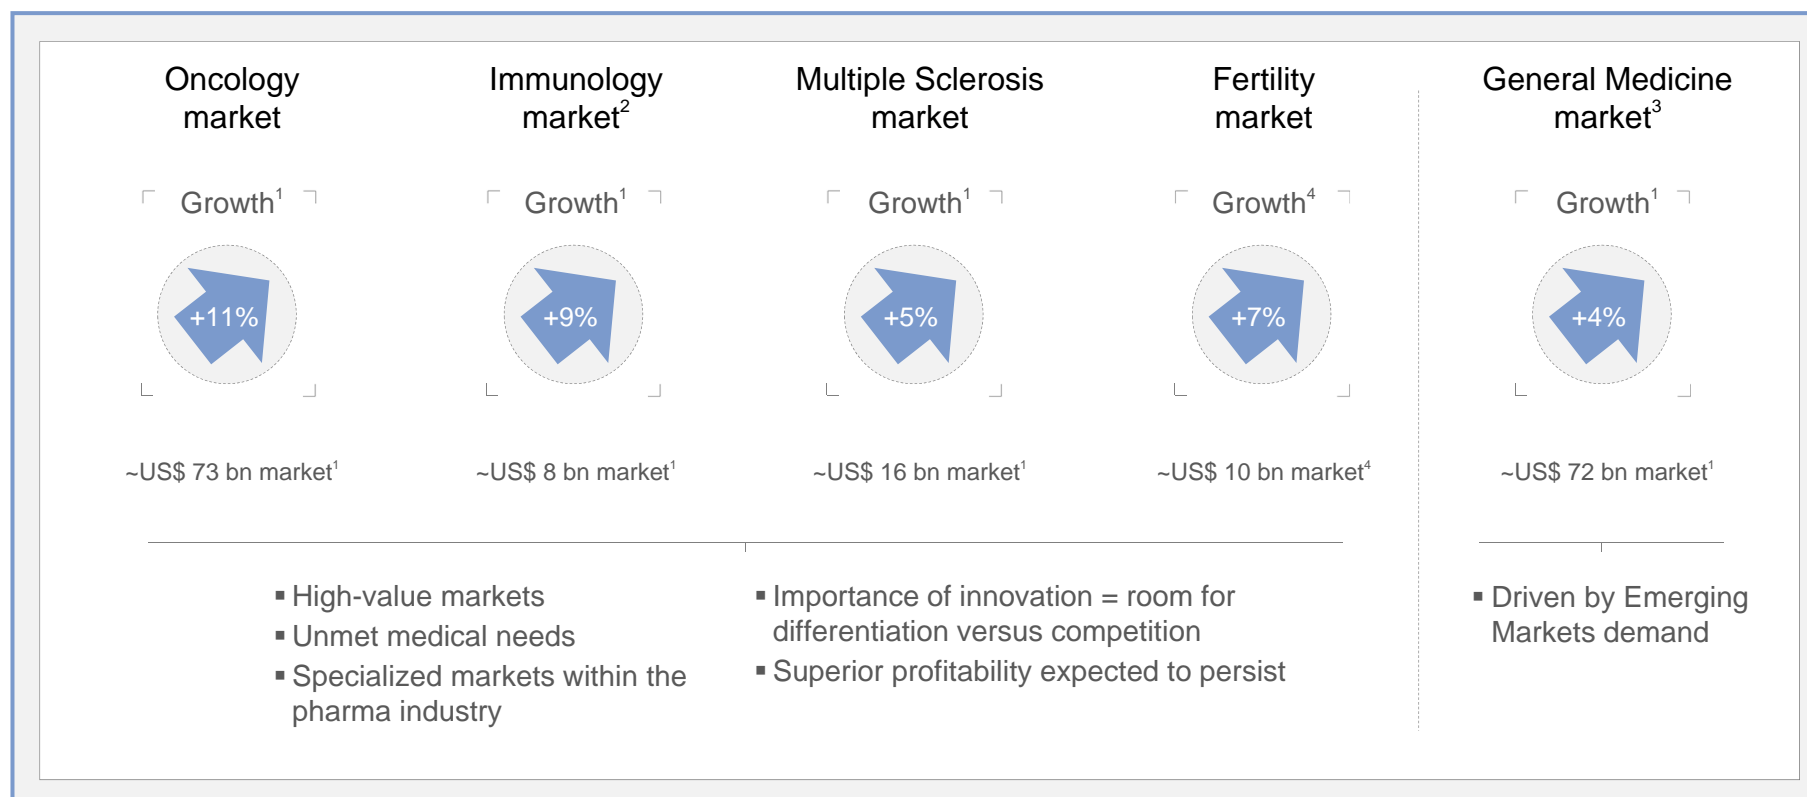 Oncology
market
Immunology
market²
Multiple Sclerosis
market
Fertility
market
General Medicine
market³
Growth¹
Growth¹
Growth¹
Growth⁴
Growth¹
+11%
+9%
+5%
+7%
+4%
~US$ 73 bn market¹
~US$ 8 bn market¹
~US$ 16 bn market¹
~US$ 10 bn market⁴
~US$ 72 bn market¹
▪ High-value markets
▪ Unmet medical needs
▪ Specialized markets within the
pharma industry
▪ Importance of innovation = room for
differentiation versus competition
▪ Superior profitability expected to persist
▪ Driven by Emerging
Markets demand